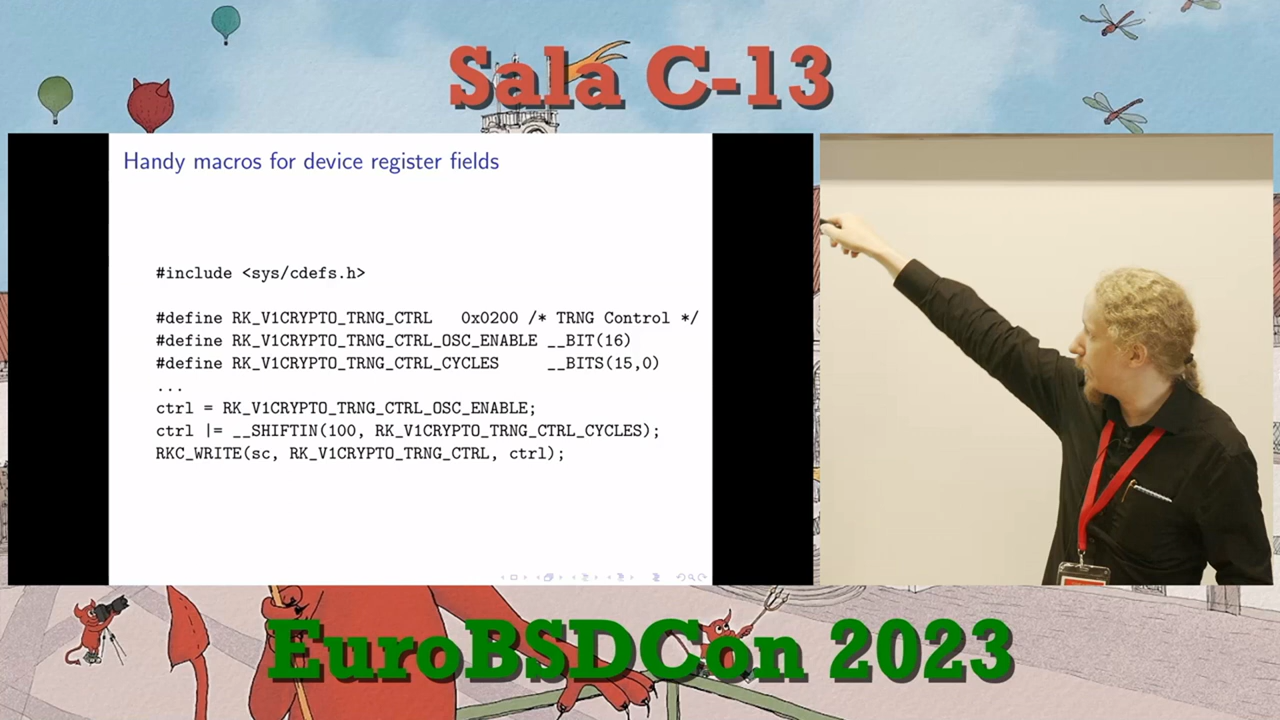 Sala C-13
Handy macros for device register fields
#include <sys/cdefs.h>
#define RK_V1CRYPTO_TRNG_CTRL 0x0200 /* TRNG Control */
#define RK_V1CRYPTO_TRNG_CTRL_OSC_ENABLE __BIT(16)
#define RK_V1CRYPTO_TRNG_CTRL_CYCLES __BITS(15,0)
...
ctrl = RK_V1CRYPTO_TRNG_CTRL_OSC_ENABLE;
ctrl |= __SHIFTIN(100, RK_V1CRYPTO_TRNG_CTRL_CYCLES);
RKC_WRITE(sc, RK_V1CRYPTO_TRNG_CTRL, ctrl);
EuroBSDCon 2023